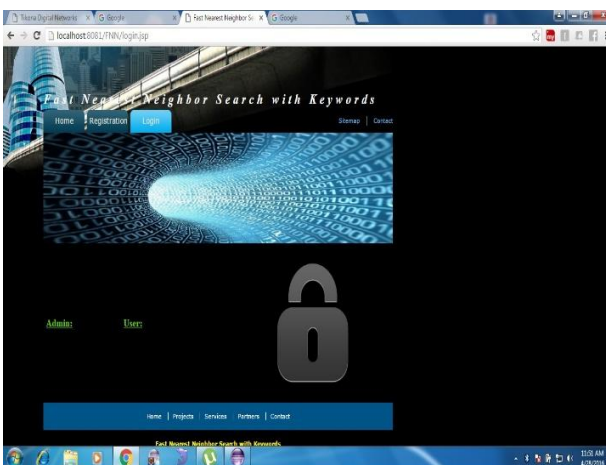 Tikona Digital Networks
Google
Fast Nearest Neighbor Se
Google
localhost:8081/FNN/login.jsp
Fast Nearest Neighbor Search with Keywords
Home Registration Login
Sitemap | Contact
Admin: User:
Home | Projects | Services | Partners | Contact
Fast Nearest Neighbor Search with Keywords
11:51 AM